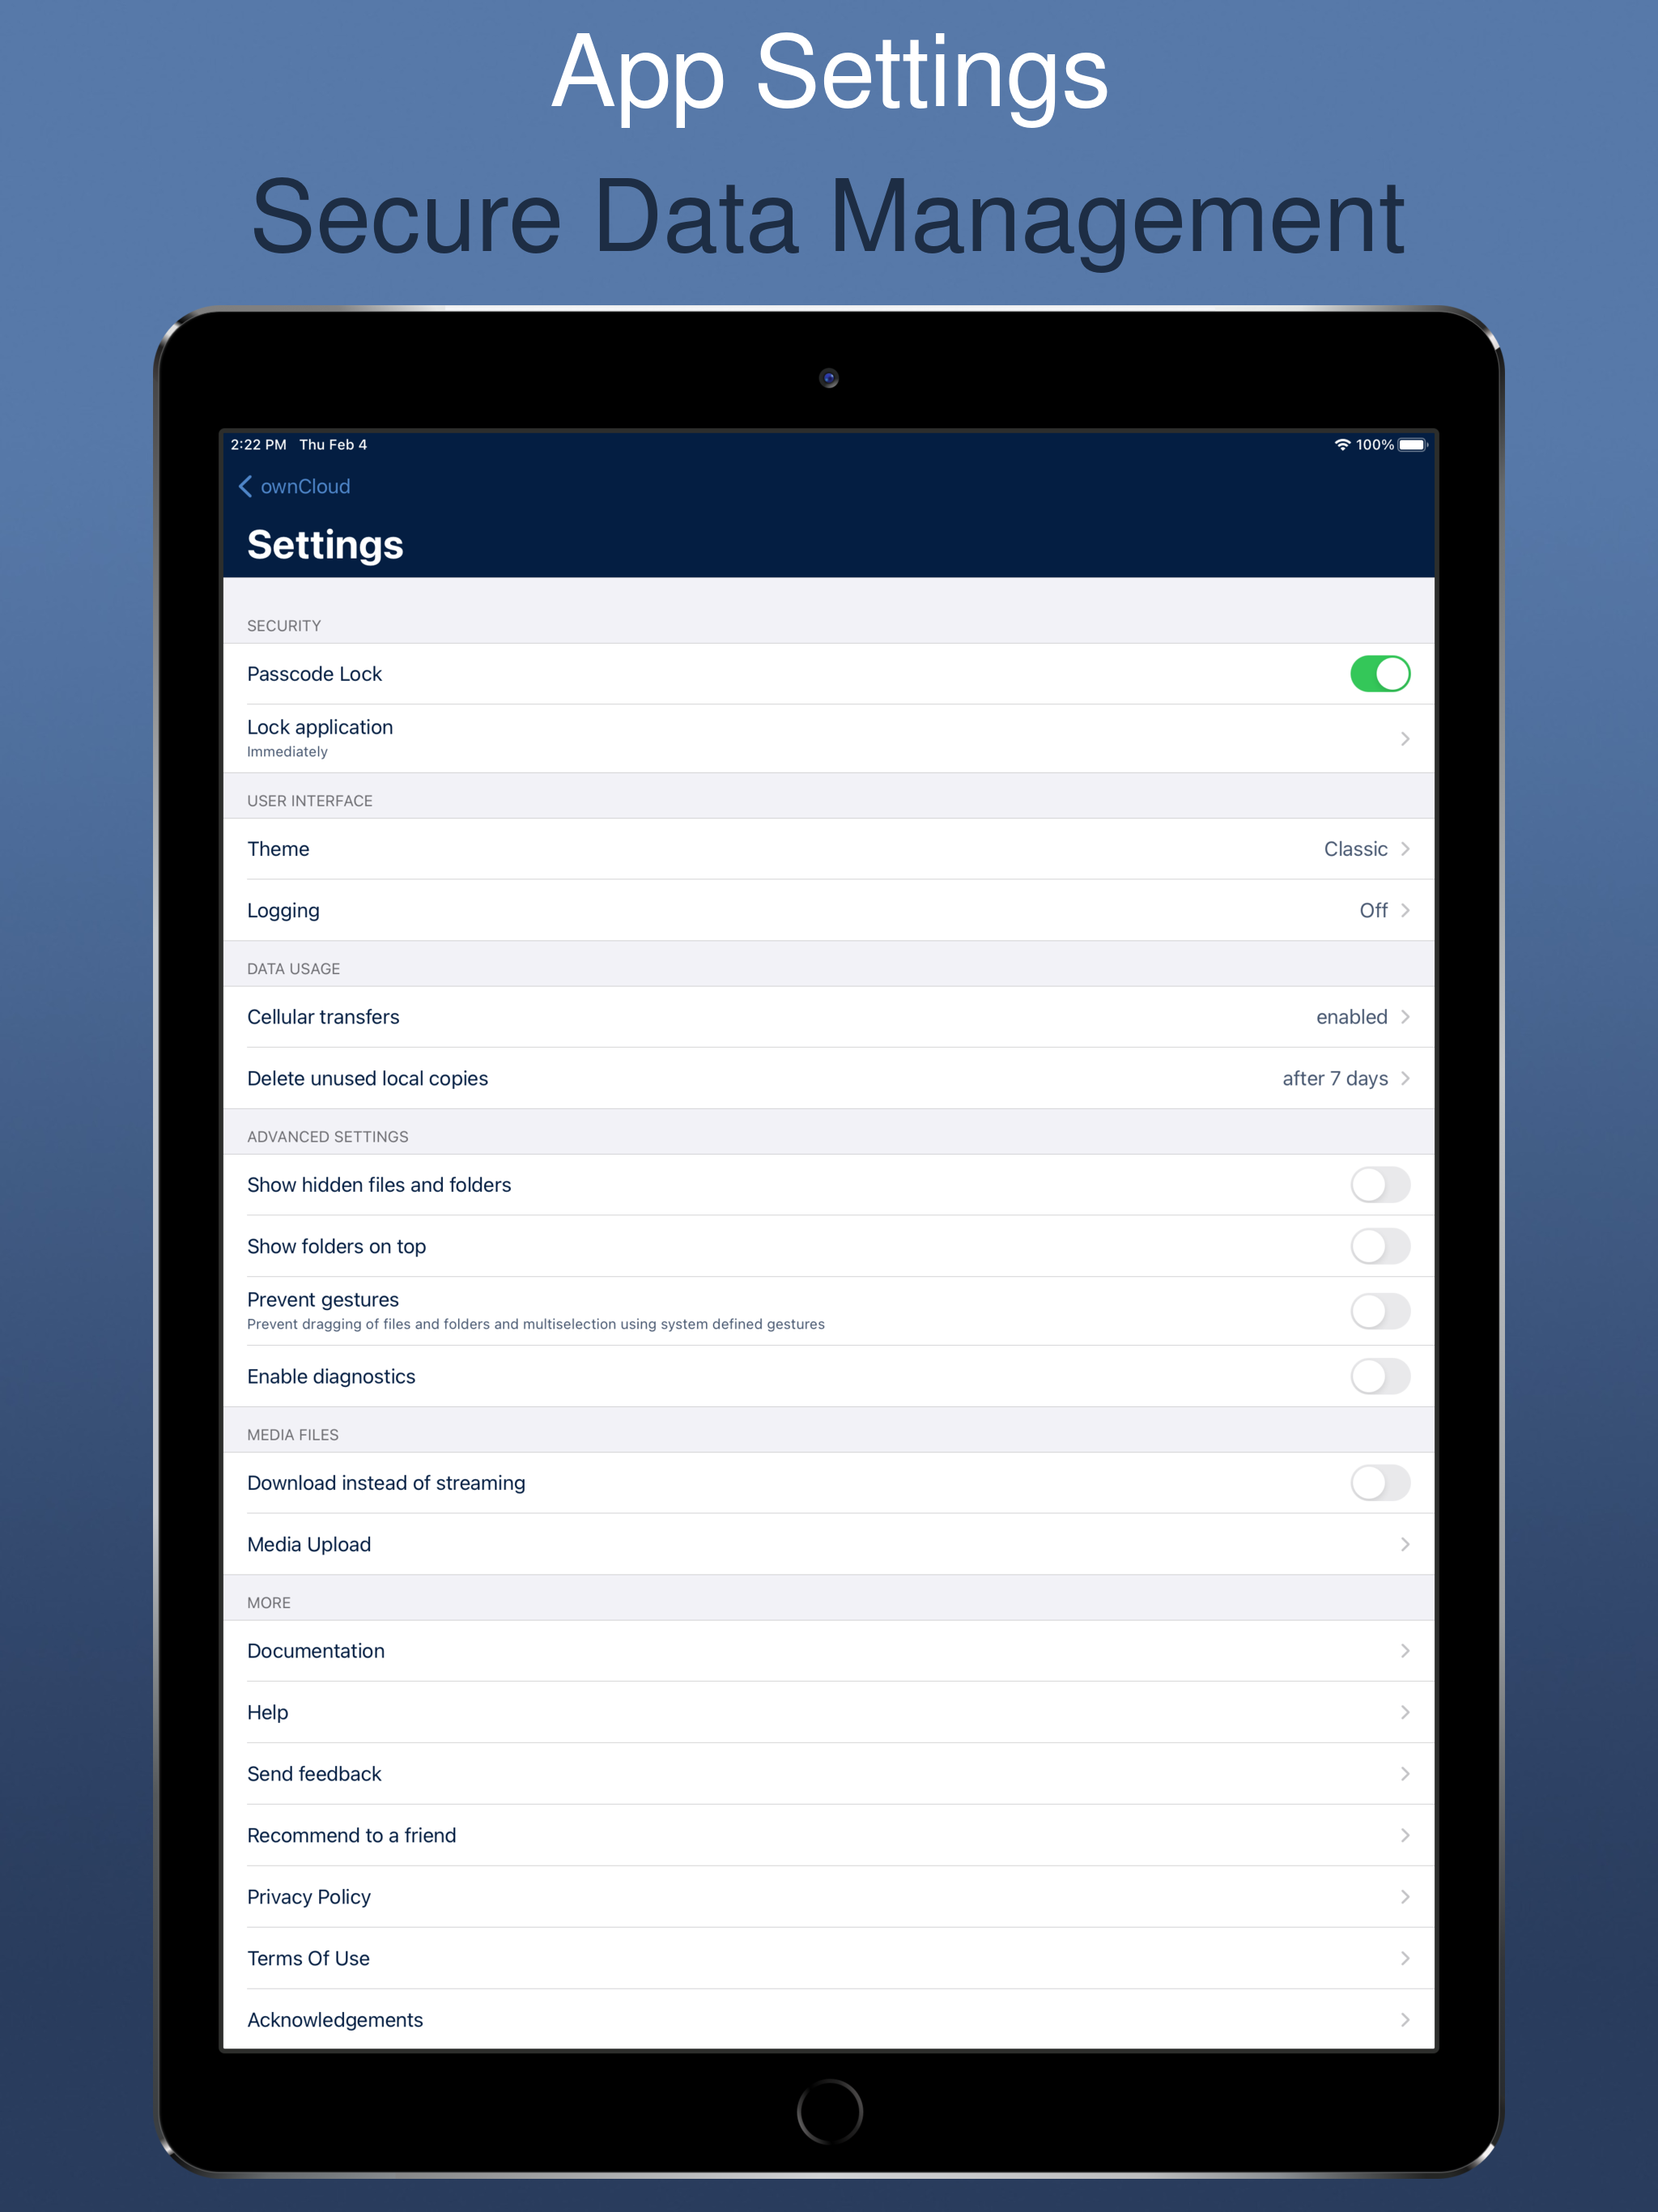 App Settings
Secure Data Management
2:22 PM Thu Feb 4 100%
ownCloud
Settings
SECURITY
Passcode Lock
Lock application
Immediately
USER INTERFACE
Theme Classic
Logging Off
DATA USAGE
Cellular transfers enabled
Delete unused local copies after 7 days
ADVANCED SETTINGS
Show hidden files and folders
Show folders on top
Prevent gestures
Prevent dragging of files and folders and multiselection using system defined gestures
Enable diagnostics
MEDIA FILES
Download instead of streaming
Media Upload
MORE
Documentation
Help
Send feedback
Recommend to a friend
Privacy Policy
Terms Of Use
Acknowledgements